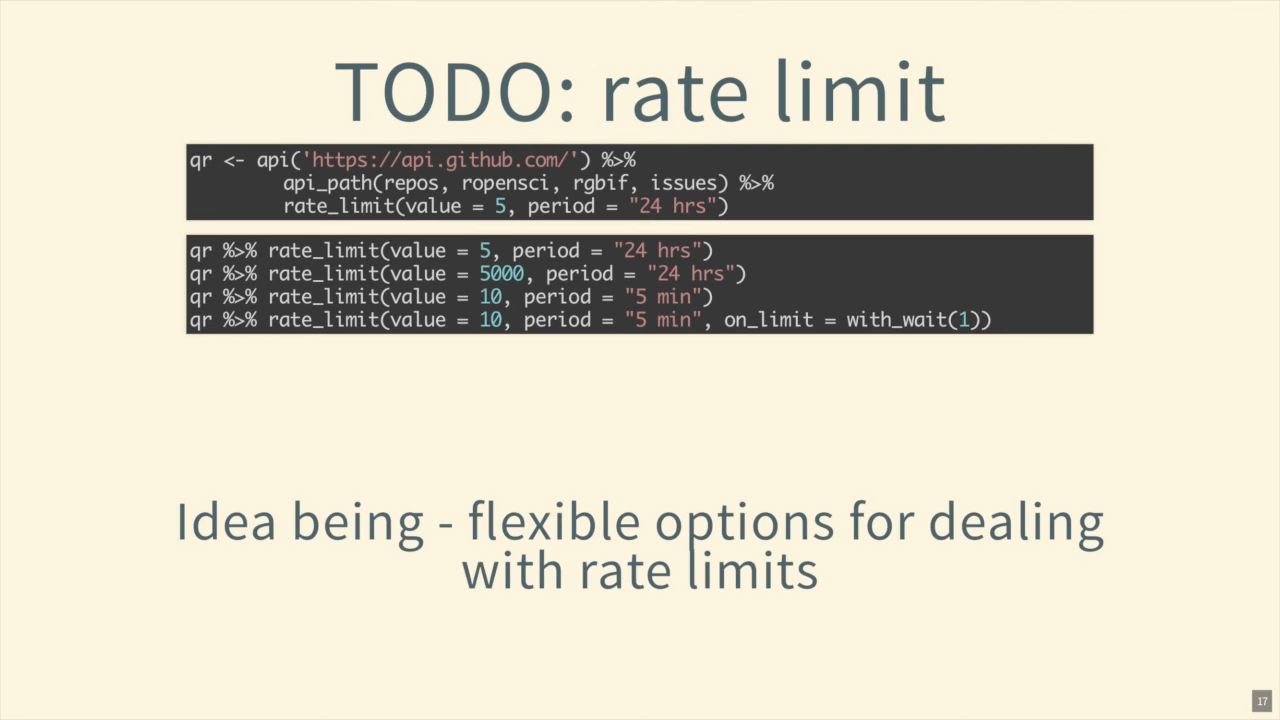 TODO: rate limit
qr <- api('https://api.github.com/') %>%
        api_path(repos, ropensci, rgbif, issues) %>%
        rate_limit(value = 5, period = "24 hrs")
qr %>% rate_limit(value = 5, period = "24 hrs")
qr %>% rate_limit(value = 5000, period = "24 hrs")
qr %>% rate_limit(value = 10, period = "5 min")
qr %>% rate_limit(value = 10, period = "5 min", on_limit = with_wait(1))
Idea being - flexible options for dealing
with rate limits
17